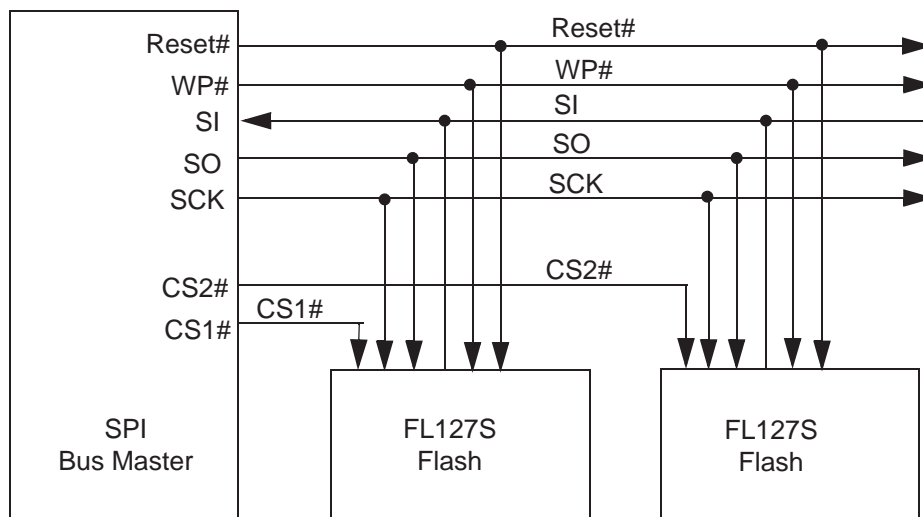 Reset#
Reset#
WP#
WP#
SI
SI
SO
SO
SCK
SCK
CS2#
CS2#
CS1#
CS1#
SPI
Bus Master
FL127S
Flash
FL127S
Flash